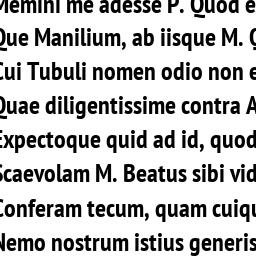 Memini me adesse P. Quod e
Que Manilium, ab iisque M. C
Cui Tubuli nomen odio non e
Quae diligentissime contra A
Expectoque quid ad id, quod
Scaevolam M. Beatus sibi vid
Conferam tecum, quam cuiqu
Nemo nostrum istius generis